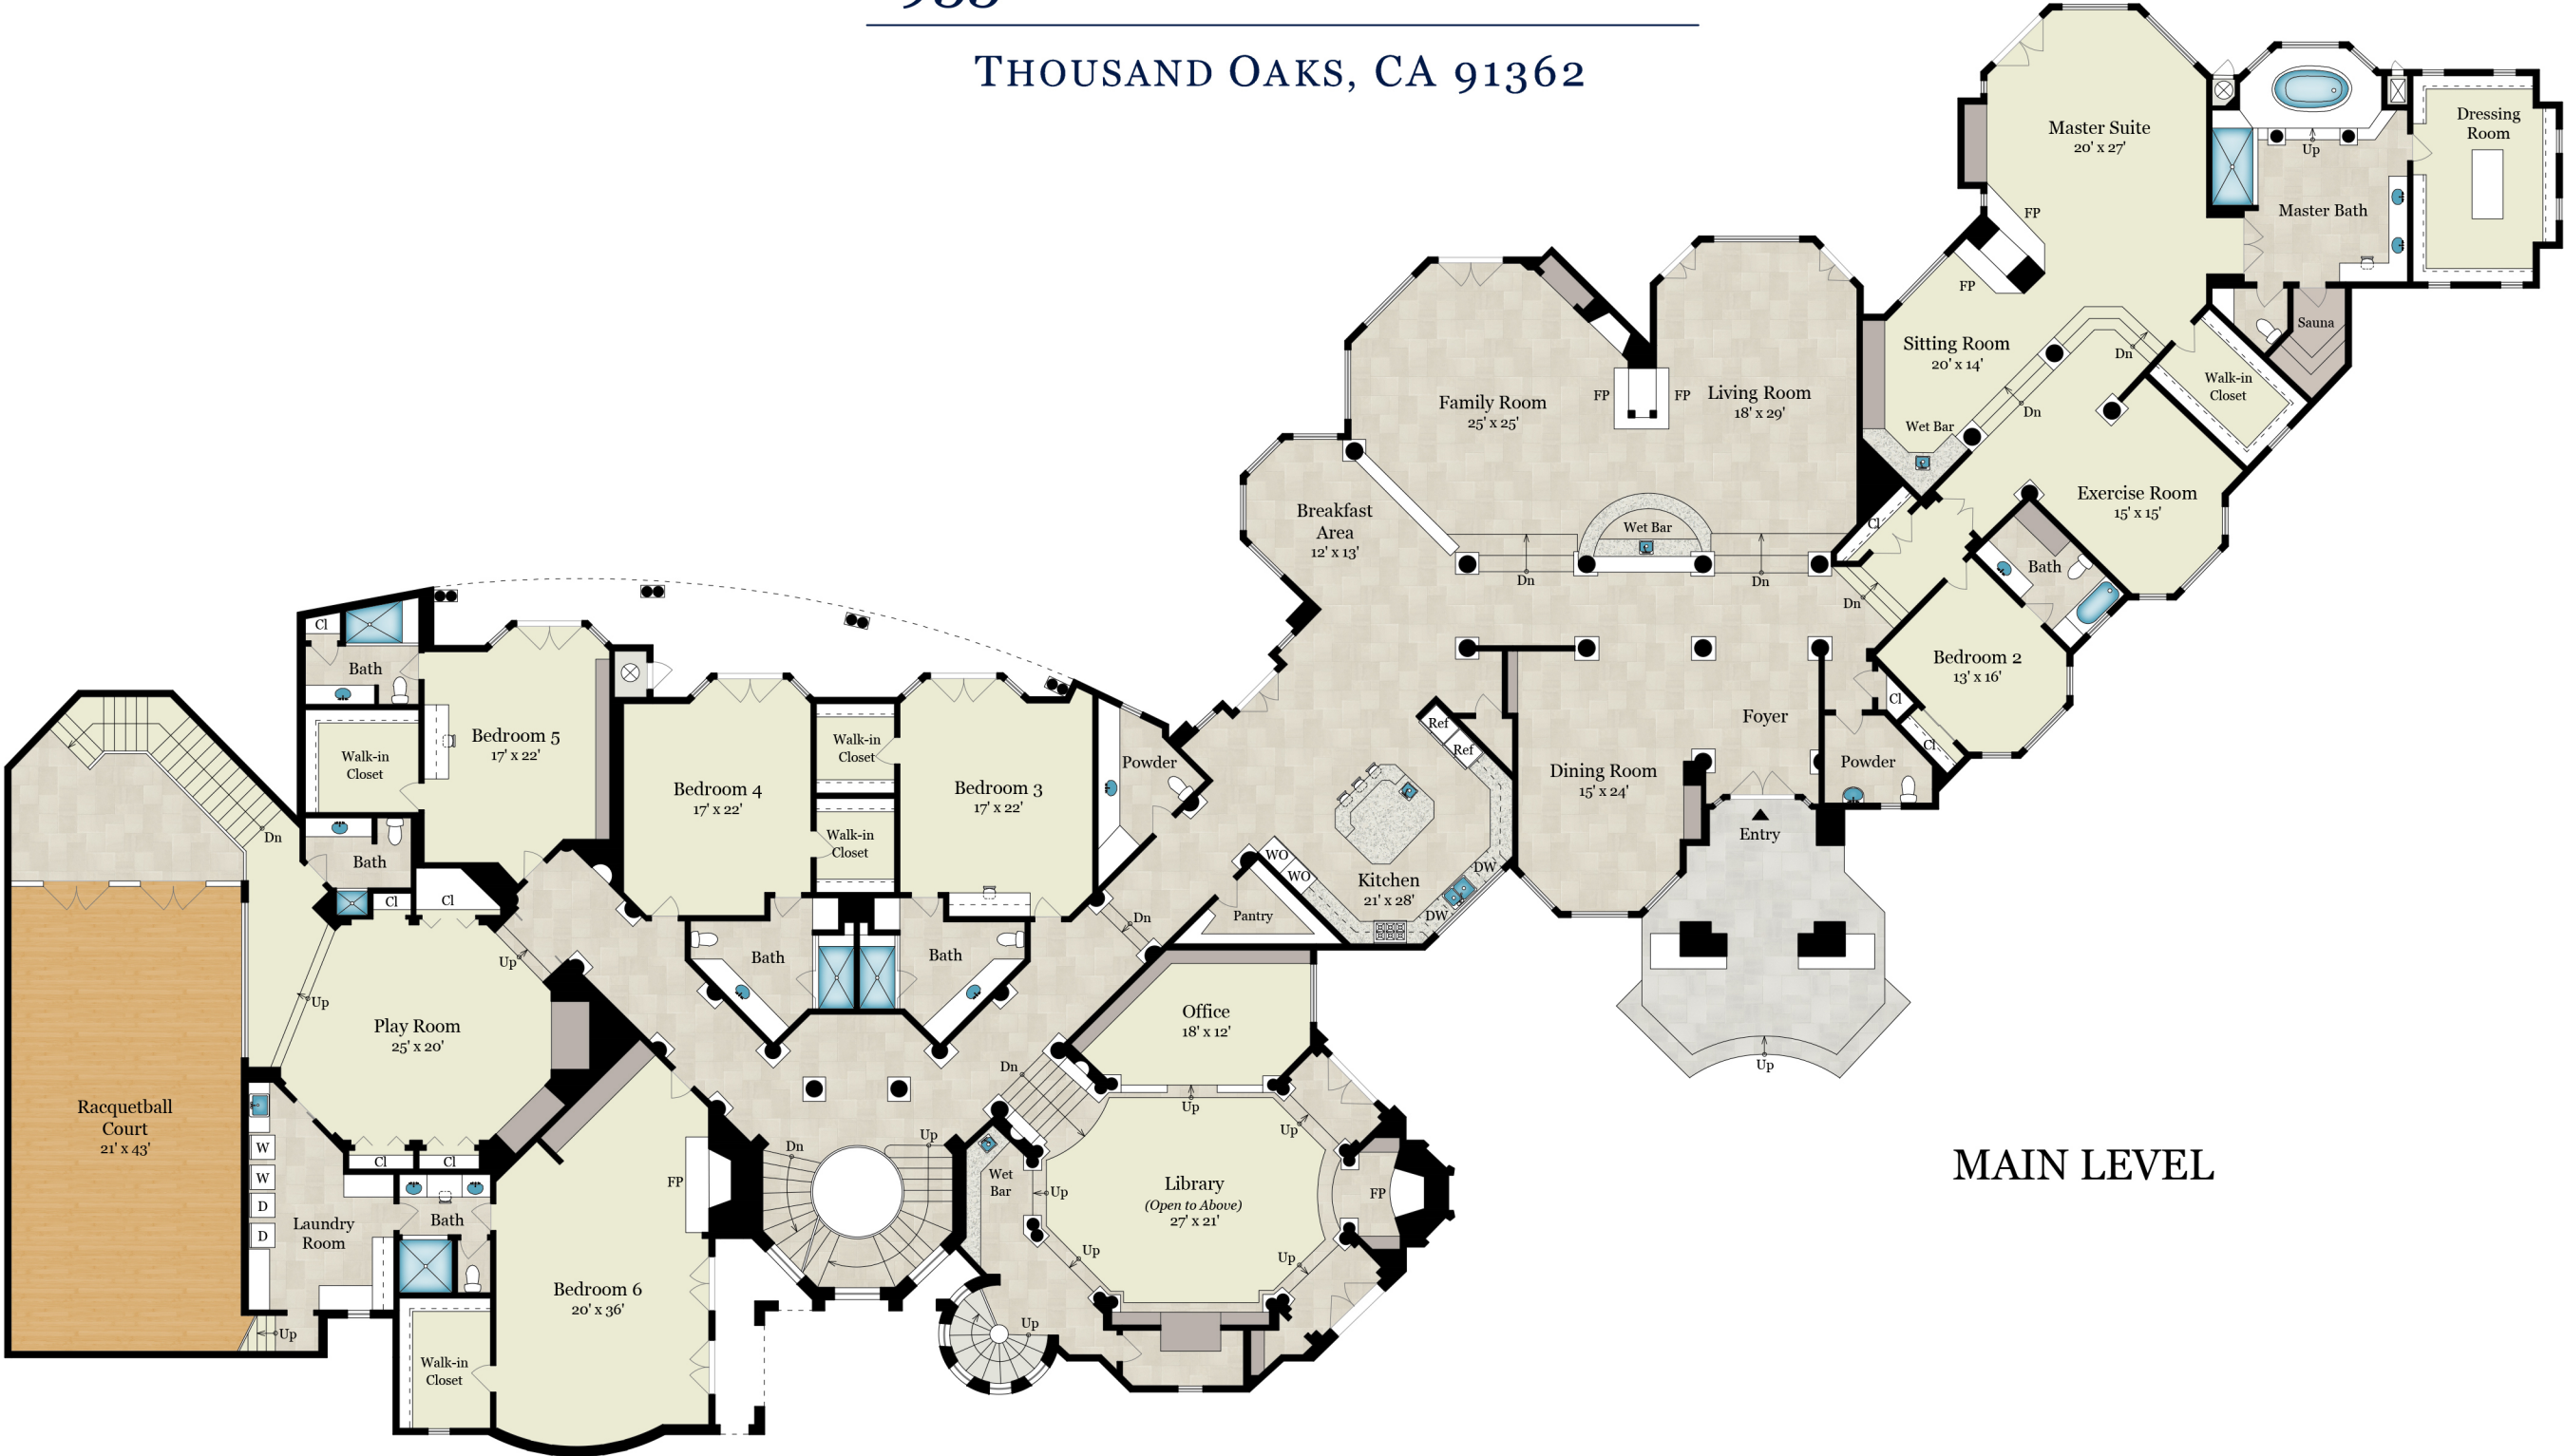 THOUSAND OAKS, CA 91362
Master Suite
20' x 27'
FP
FP
Up
Master Bath
Dressing
Room
Sauna
Walk-in
Closet
Dn
Sitting Room
20' x 14'
Dn
Wet Bar
Exercise Room
15' x 15'
Cl
Bath
Dn
Bedroom 2
13' x 16'
Cl
Cl
Powder
Family Room
25' x 25'
FP
FP
Living Room
18' x 29'
Wet Bar
Dn
Dn
Breakfast
Area
12' x 13'
Foyer
Dining Room
15' x 24'
Entry
Up
Ref
Ref
Kitchen
21' x 28'
WO
WO
DW
DW
Pantry
Powder
Dn
Cl
Bath
Walk-in
Closet
Bedroom 5
17' x 22'
Bath
Cl
Cl
Bedroom 4
17' x 22'
Walk-in
Closet
Walk-in
Closet
Bedroom 3
17' x 22'
Bath
Bath
Dn
Up
Up
Play Room
25' x 20'
Cl
Cl
Racquetball
Court
21' x 43'
W
W
D
D
Laundry
Room
Up
Bath
Walk-in
Closet
Bedroom 6
20' x 36'
FP
Dn
Up
Dn
Office
18' x 12'
Up
Up
Wet
Bar
Up
Library
(Open to Above)
27' x 21'
FP
Up
Up
Up
MAIN LEVEL